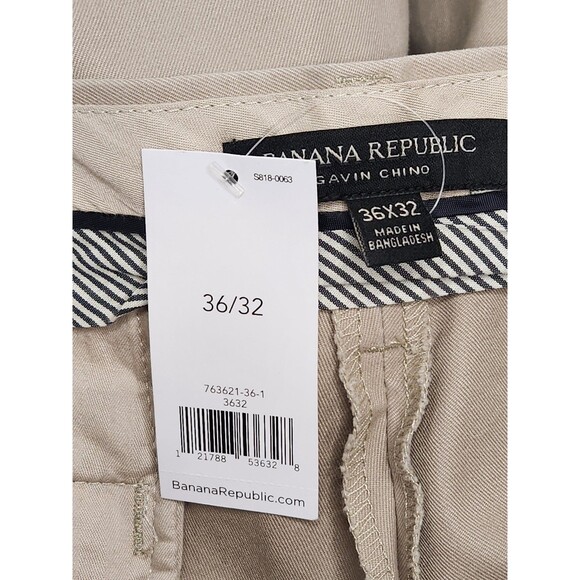 BANANA REPUBLIC
GAVIN CHINO
36X32
MADE IN
BANGLADESH
S818-0063
36/32
763621-36-1
3632
1 21788 53632 8
BananaRepublic.com